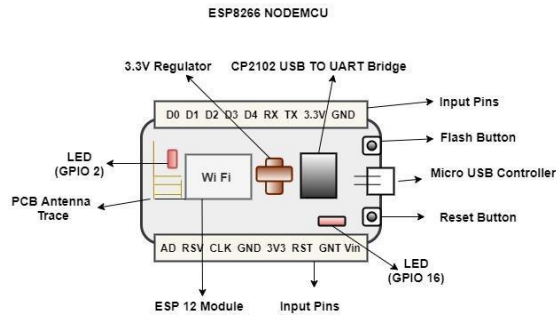 ESP8266 NODEMCU
3.3V Regulator
CP2102 USB TO UART Bridge
D0 D1 D2 D3 D4 RX TX 3.3V GND
Input Pins
Flash Button
LED
(GPIO 2)
Wi Fi
Micro USB Controller
PCB Antenna
Trace
Reset Button
AD RSV CLK GND 3V3 RST GNT Vin
LED
(GPIO 16)
ESP 12 Module
Input Pins